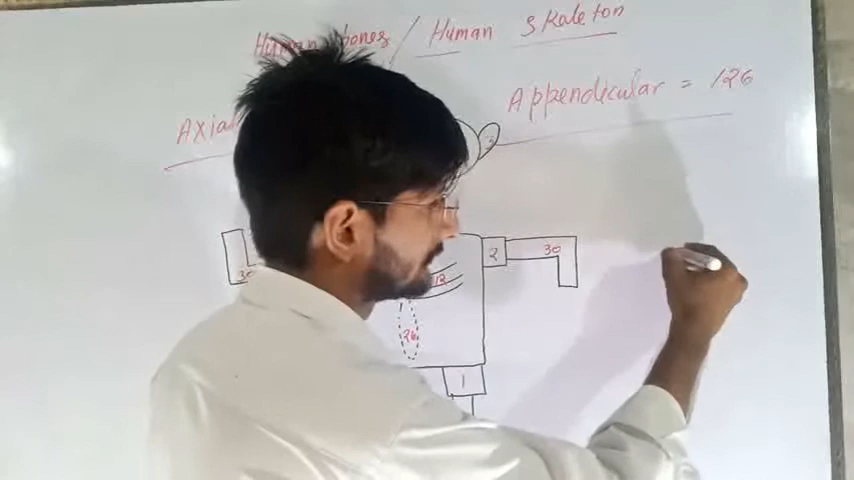 Human bones / Human Skaleton
Axial
Appendicular = 126
30
2
30
12
26
1